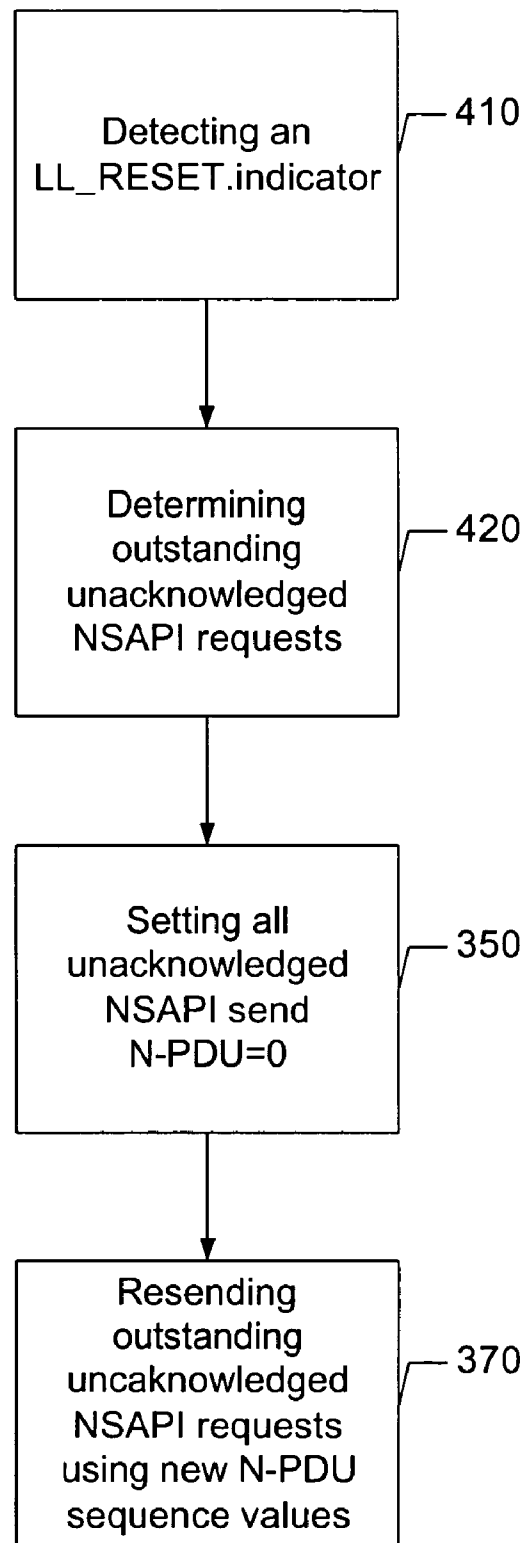 Detecting an
LL_RESET.indicator
410
Determining
outstanding
unacknowledged
NSAPI requests
420
Setting all
unacknowledged
NSAPI send
N-PDU=0
350
Resending
outstanding
uncaknowledged
NSAPI requests
using new N-PDU
sequence values
370